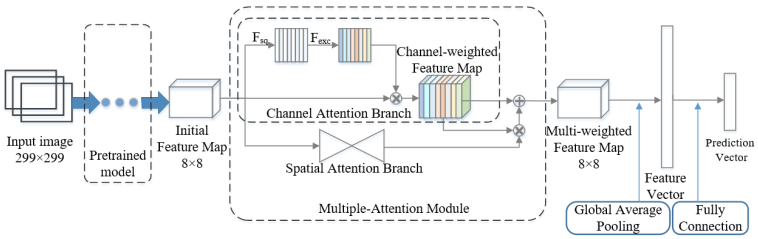 Input image
299×299
Pretrained
model
Initial
Feature Map
8×8
Fsq
Fexc
Channel-weighted
Feature Map
Channel Attention Branch
Spatial Attention Branch
Multiple-Attention Module
Multi-weighted
Feature Map
8×8
Feature
Vector
Prediction
Vector
Global Average
Pooling
Fully
Connection